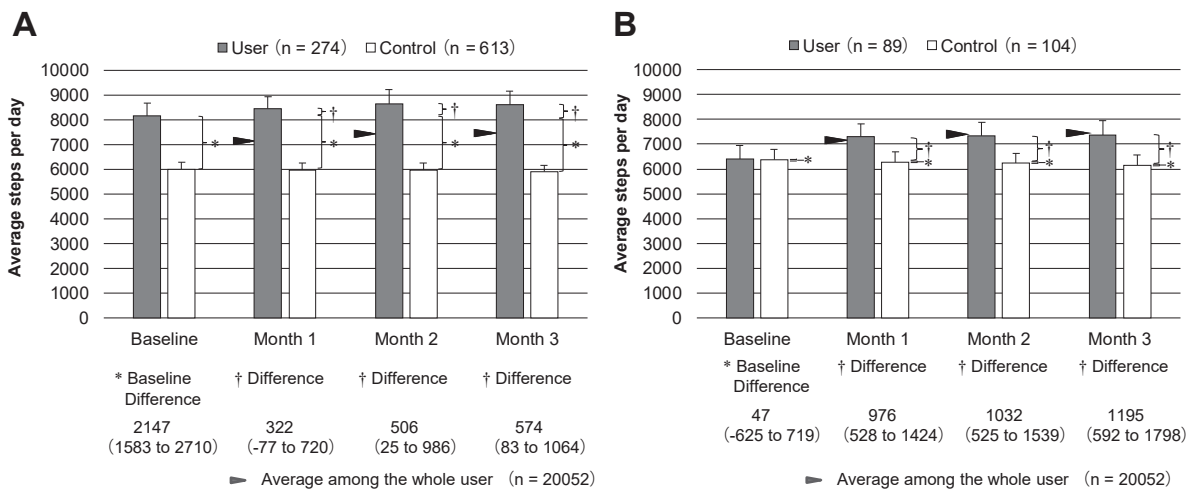 A
User (n = 274) Control (n = 613)
Average steps per day
10000
9000
8000
7000
6000
5000
4000
3000
2000
1000
0
* † * † * † *
Baseline Month 1 Month 2 Month 3
* Baseline Difference † Difference † Difference † Difference
2147 322 506 574
(1583 to 2710) (-77 to 720) (25 to 986) (83 to 1064)
Average among the whole user (n = 20052)
B
User (n = 89) Control (n = 104)
Average steps per day
10000
9000
8000
7000
6000
5000
4000
3000
2000
1000
0
* † * † * † *
Baseline Month 1 Month 2 Month 3
* Baseline Difference † Difference † Difference † Difference
47 976 1032 1195
(-625 to 719) (528 to 1424) (525 to 1539) (592 to 1798)
Average among the whole user (n = 20052)